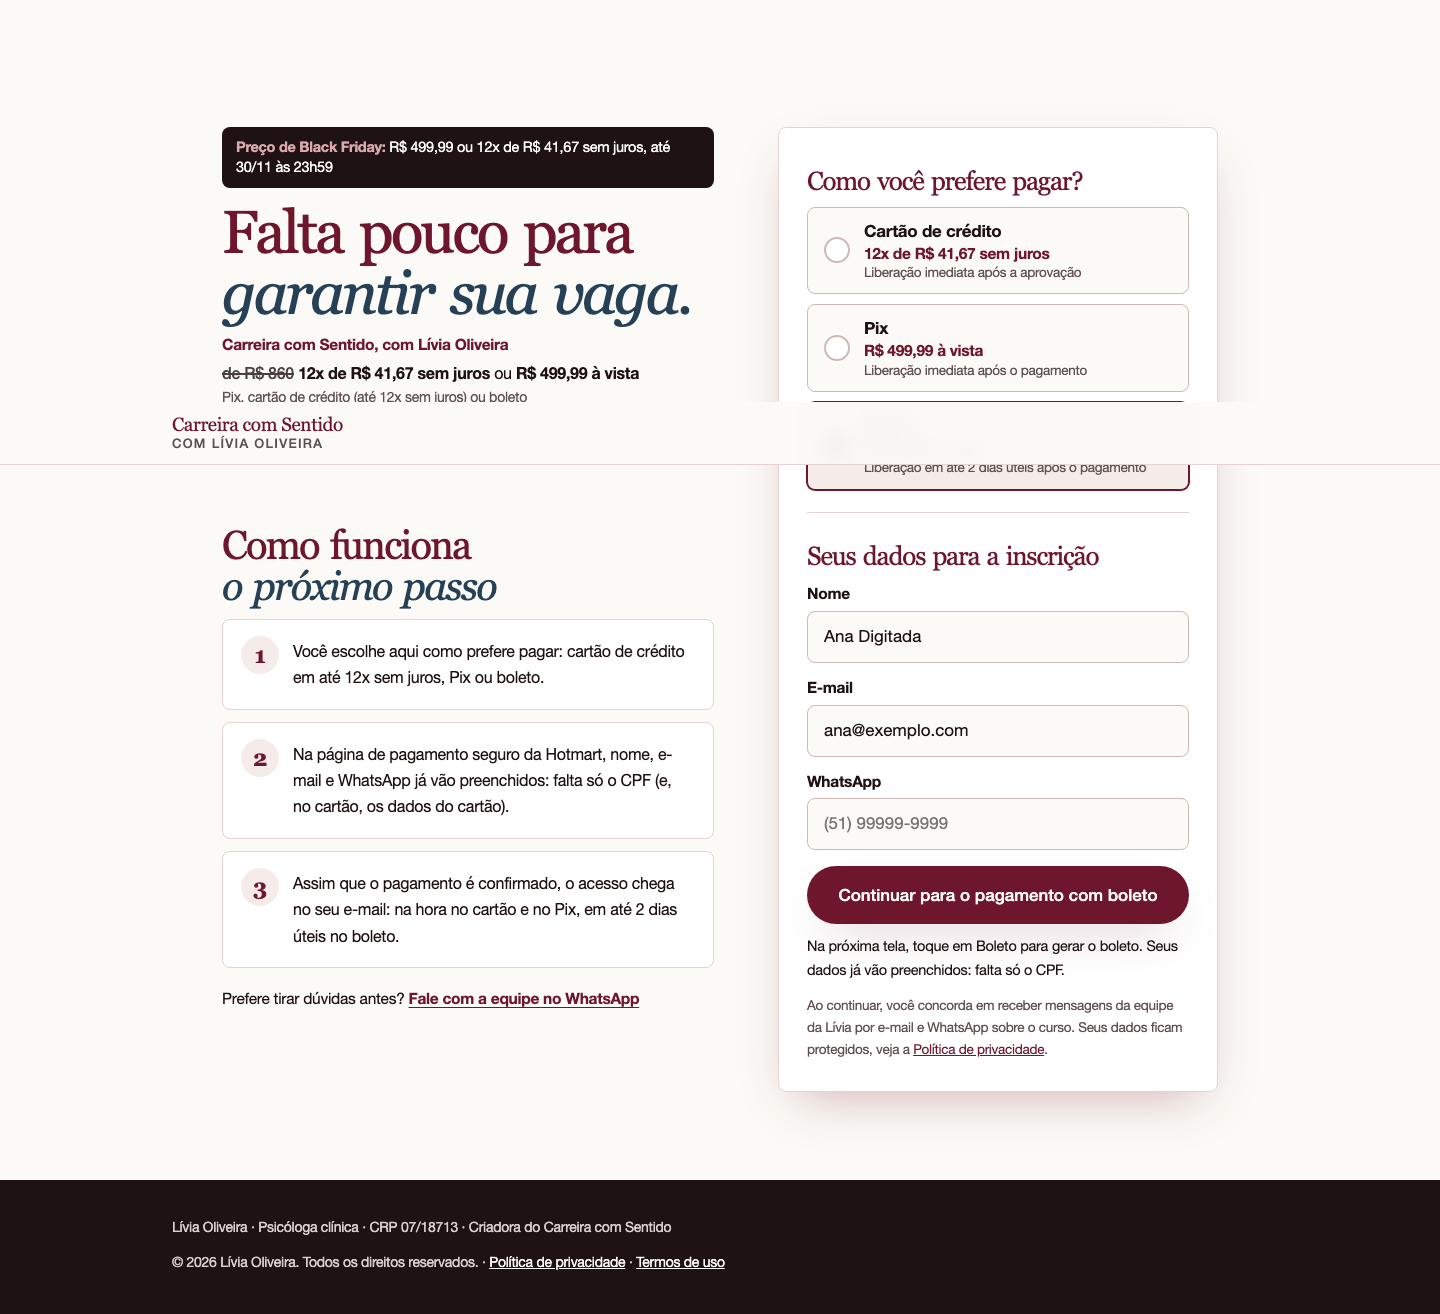 Preço de Black Friday: R$ 499,99 ou 12x de R$ 41,67 sem juros, até
30/11 às 23h59
Falta pouco para
garantir sua vaga.
Carreira com Sentido, com Lívia Oliveira
de R$ 860 12x de R$ 41,67 sem juros ou R$ 499,99 à vista
Pix, cartão de crédito (até 12x sem juros) ou boleto
Carreira com Sentido
COM LÍVIA OLIVEIRA
Como funciona
o próximo passo
1
Você escolhe aqui como prefere pagar: cartão de crédito
em até 12x sem juros, Pix ou boleto.
2
Na página de pagamento seguro da Hotmart, nome, e-
mail e WhatsApp já vão preenchidos: falta só o CPF (e,
no cartão, os dados do cartão).
3
Assim que o pagamento é confirmado, o acesso chega
no seu e-mail: na hora no cartão e no Pix, em até 2 dias
úteis no boleto.
Prefere tirar dúvidas antes? Fale com a equipe no WhatsApp
Como você prefere pagar?
Cartão de crédito
12x de R$ 41,67 sem juros
Liberação imediata após a aprovação
Pix
R$ 499,99 à vista
Liberação imediata após o pagamento
Liberação em até 2 dias úteis após o pagamento
Seus dados para a inscrição
Nome
Ana Digitada
E-mail
ana@exemplo.com
WhatsApp
(51) 99999-9999
Continuar para o pagamento com boleto
Na próxima tela, toque em Boleto para gerar o boleto. Seus
dados já vão preenchidos: falta só o CPF.
Ao continuar, você concorda em receber mensagens da equipe
da Lívia por e-mail e WhatsApp sobre o curso. Seus dados ficam
protegidos, veja a Política de privacidade.
Lívia Oliveira · Psicóloga clínica · CRP 07/18713 · Criadora do Carreira com Sentido
© 2026 Lívia Oliveira. Todos os direitos reservados. · Política de privacidade · Termos de uso